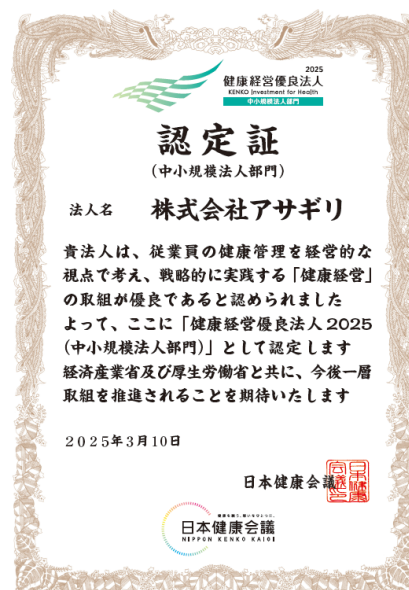 2025
健康経営優良法人
KENKO Investment for Health
中小規模法人部門
認定証
(中小規模法人部門)
法人名 株式会社アサギリ
貴法人は、従業員の健康管理を経営的な
視点で考え、戦略的に実践する「健康経営」
の取組が優良であると認められました
よって、ここに「健康経営優良法人2025
(中小規模法人部門)」として認定します
経済産業省及び厚生労働省と共に、今後一層
取組を推進されることを期待いたします
2025年3月10日
日本健康会議
日本健康会議
NIPPON KENKO KAIGI